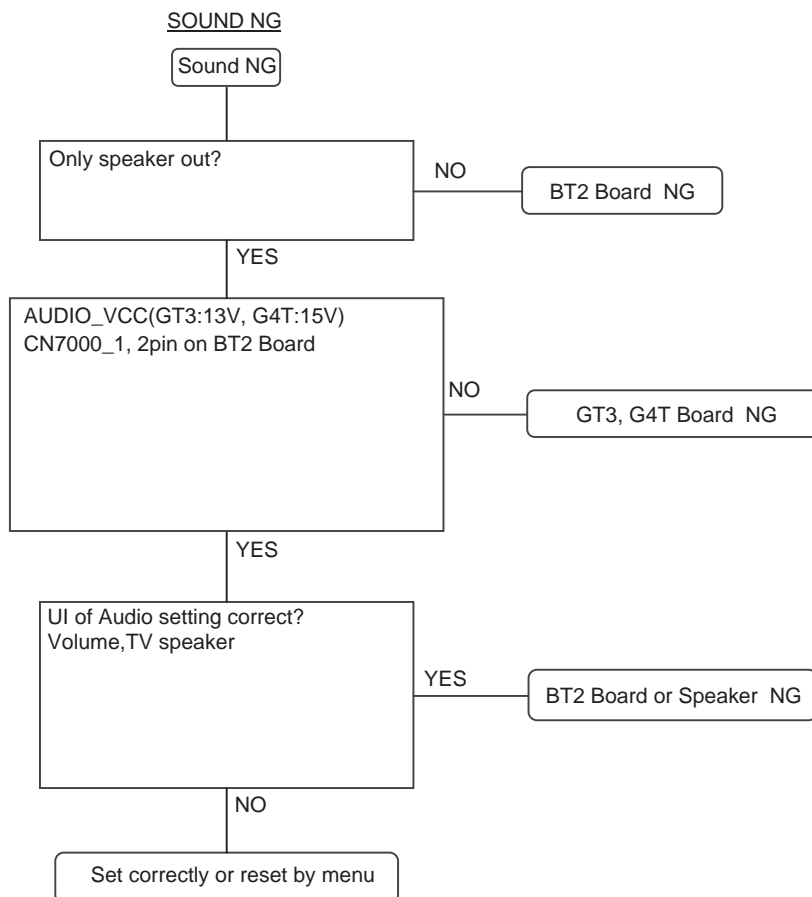 SOUND NG
Sound NG
Only speaker out?
NO
BT2 Board  NG
YES
AUDIO_VCC(GT3:13V, G4T:15V)
CN7000_1, 2pin on BT2 Board
NO
GT3, G4T Board  NG
YES
UI of Audio setting correct?
Volume,TV speaker
YES
BT2 Board or Speaker  NG
NO
Set correctly or reset by menu